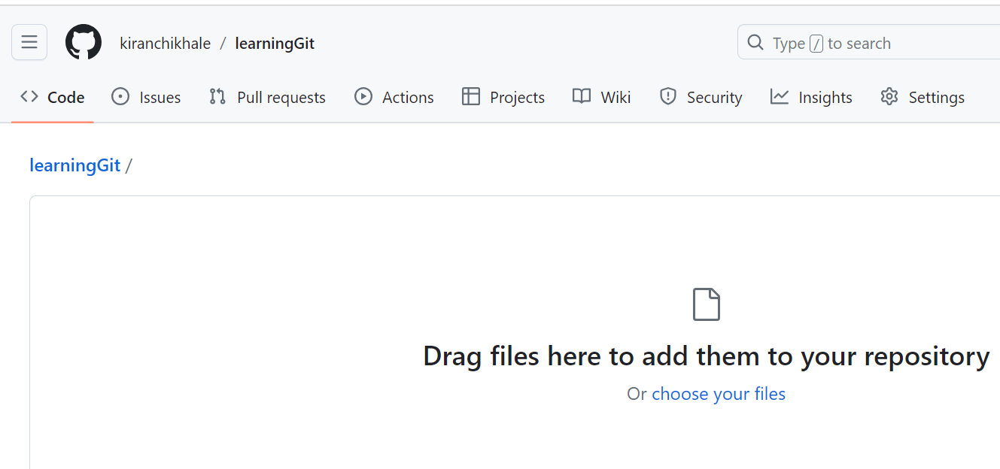 kiranchikhale / learningGit
Type / to search
Code Issues Pull requests Actions Projects Wiki Security Insights Settings
learningGit /
Drag files here to add them to your repository
Or choose your files